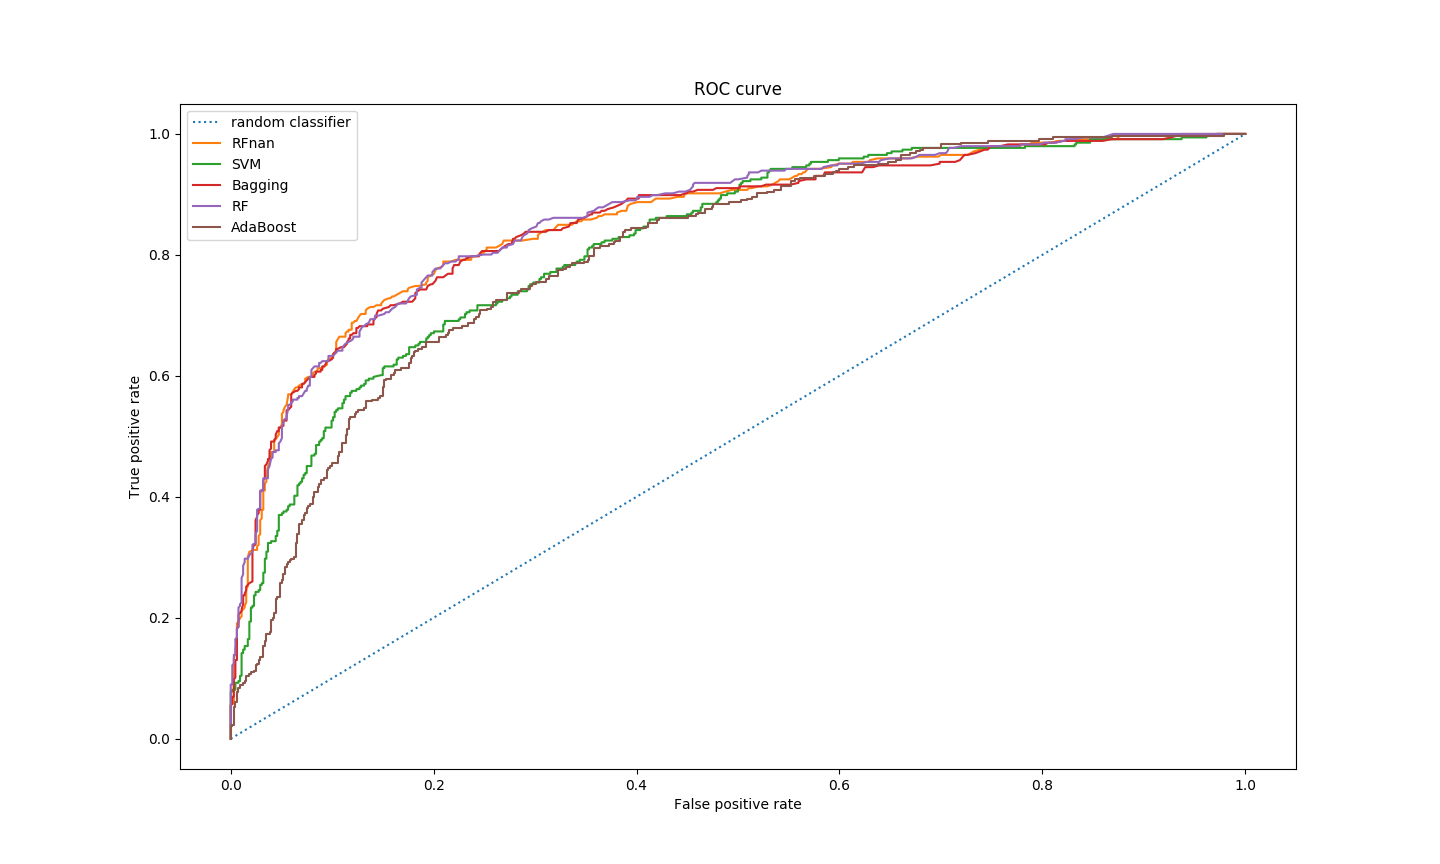 ROC curve
random classifier
RFnan
SVM
Bagging
RF
AdaBoost
1.0
0.8
0.6
0.4
0.2
0.0
True positive rate
0.0 0.2 0.4 0.6 0.8 1.0
False positive rate